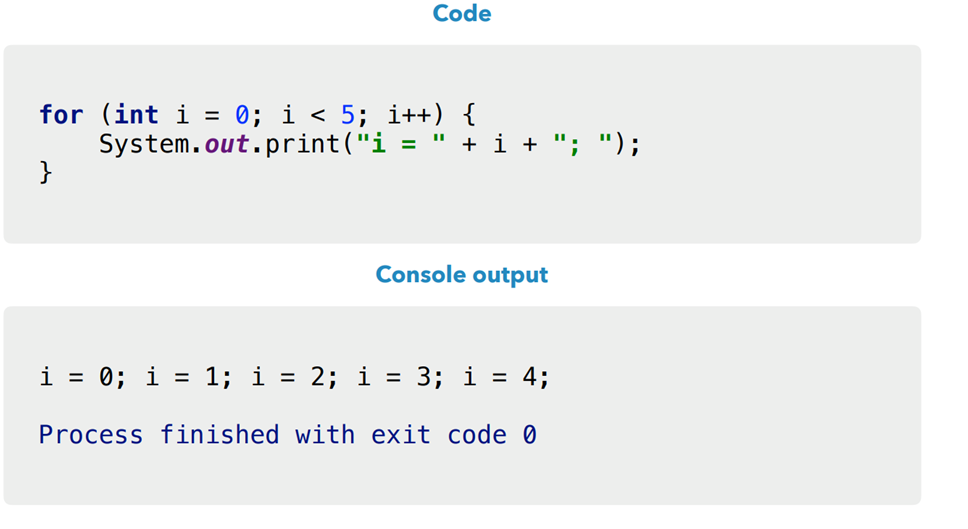 Code
for (int i = 0; i < 5; i++) {
    System.out.print("i = " + i + "; ");
}
Console output
i = 0; i = 1; i = 2; i = 3; i = 4;
Process finished with exit code 0